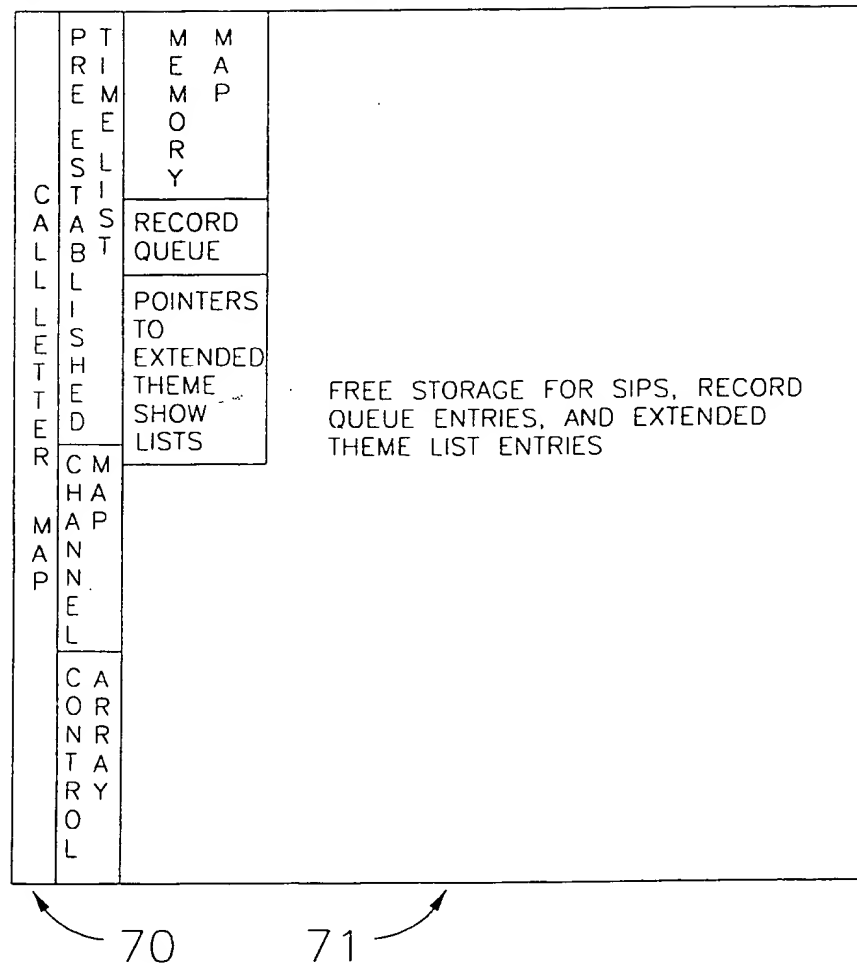 CALL LETTER MAP
PRE ESTABLISHED
TIME LIST
CHANNEL
MAP
CONTROL
ARRAY
MEMORY
MAP
RECORD
QUEUE
POINTERS
TO
EXTENDED
THEME
SHOW
LISTS
FREE STORAGE FOR SIPS, RECORD
QUEUE ENTRIES, AND EXTENDED
THEME LIST ENTRIES
70
71